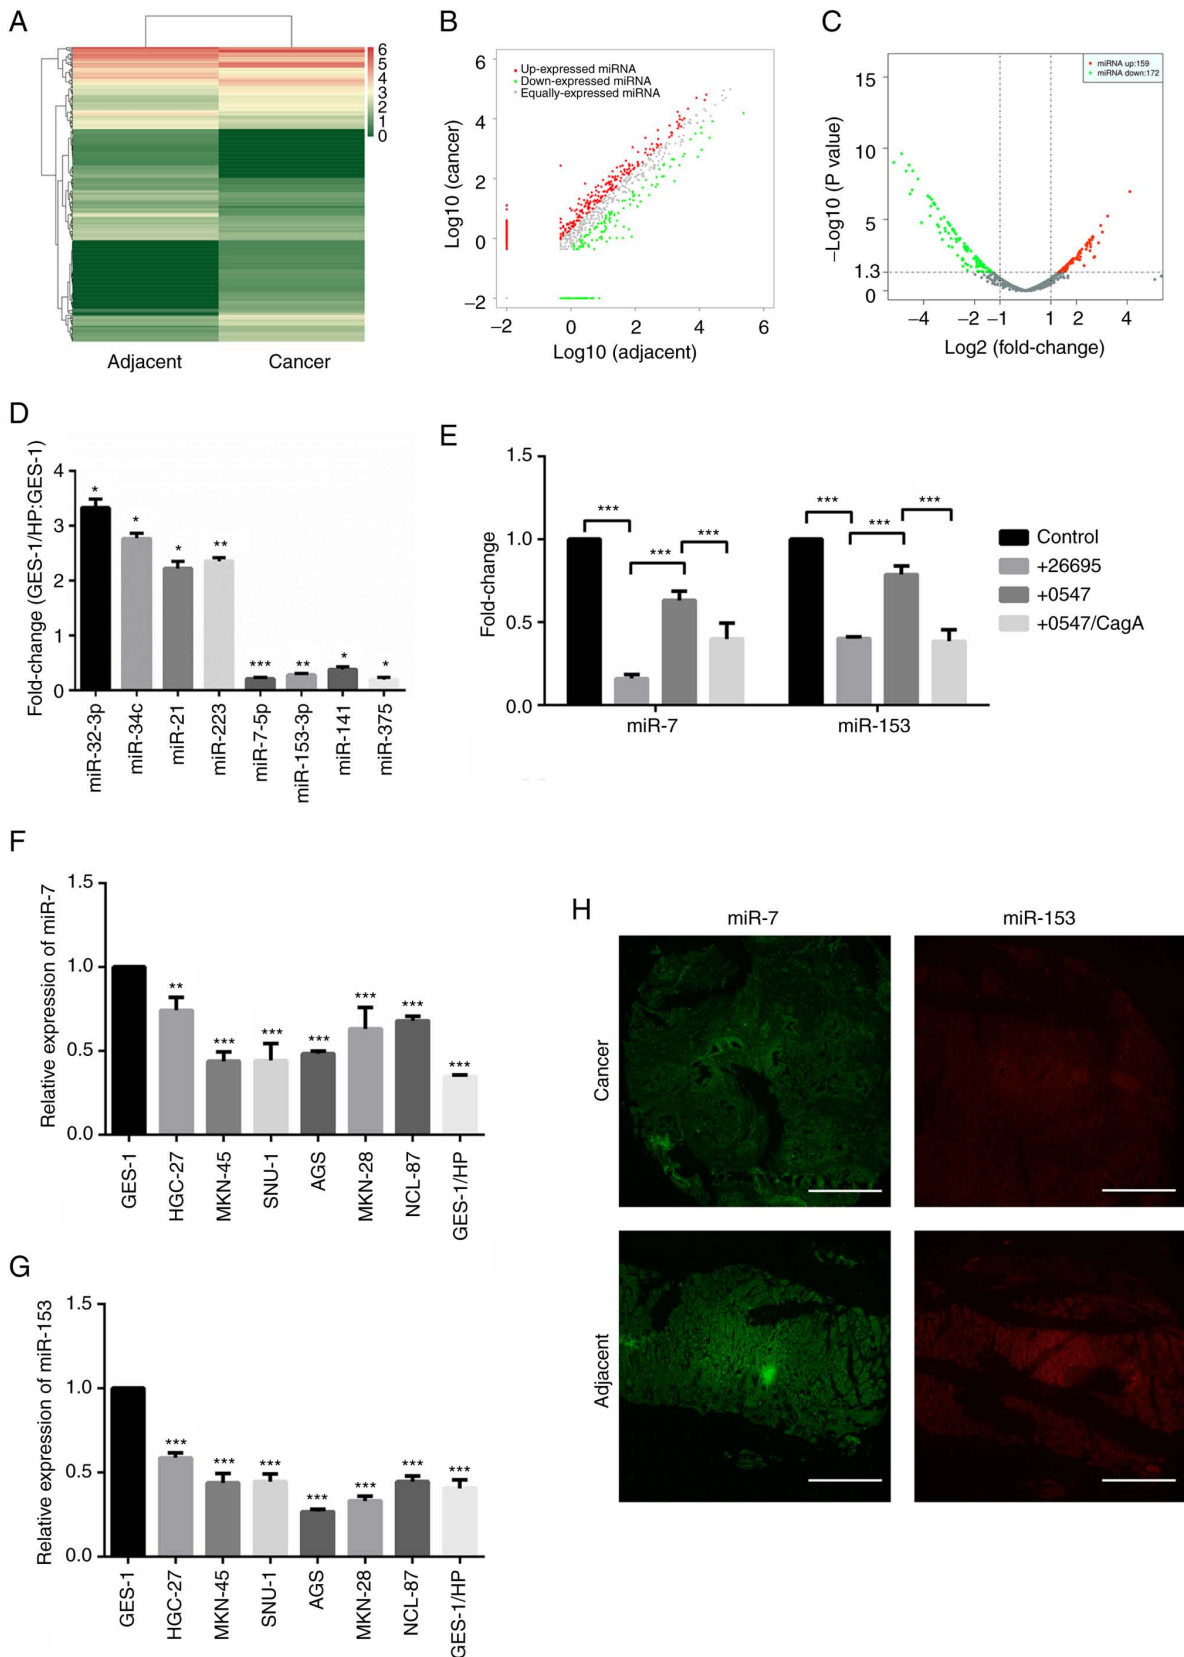 A
6
5
4
3
2
1
0
Adjacent
Cancer
B
Up-expressed miRNA
Down-expressed miRNA
Equally-expressed miRNA
6
4
2
0
−2
Log10 (cancer)
−2 0 2 4 6
Log10 (adjacent)
C
miRNA up:159
miRNA down:172
15
10
5
1.3
0
−Log10 (P value)
−4 −2 −1 1 2 4
Log2 (fold-change)
D
Fold-change (GES-1/HP:GES-1)
4
3
2
1
0
* * * ** *** ** * *
miR-32-3p
miR-34c
miR-21
miR-223
miR-7-5p
miR-153-3p
miR-141
miR-375
E
Fold-change
1.5
1.0
0.5
0.0
*** *** ***
*** *** ***
miR-7
miR-153
Control
+26695
+0547
+0547/CagA
F
Relative expression of miR-7
1.5
1.0
0.5
0.0
** *** *** *** *** *** ***
GES-1
HGC-27
MKN-45
SNU-1
AGS
MKN-28
NCL-87
GES-1/HP
G
Relative expression of miR-153
1.5
1.0
0.5
0.0
*** *** *** *** *** *** ***
GES-1
HGC-27
MKN-45
SNU-1
AGS
MKN-28
NCL-87
GES-1/HP
H
miR-7
miR-153
Cancer
Adjacent